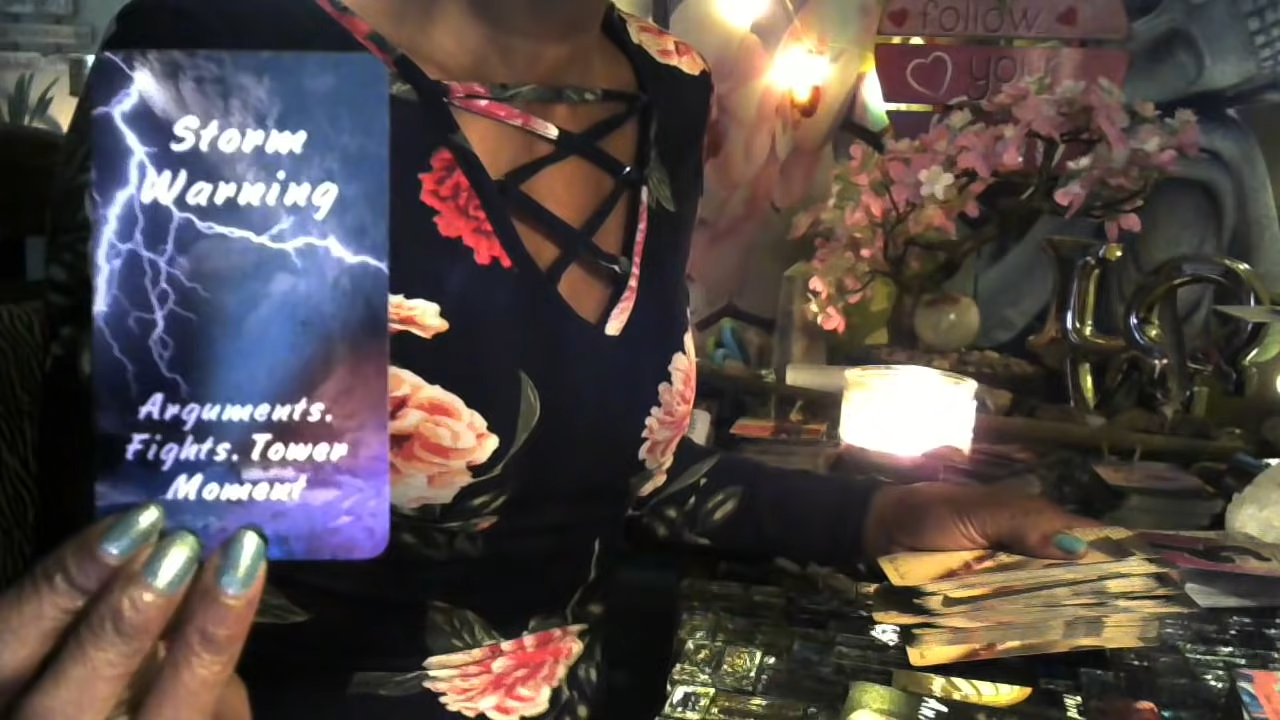 Storm
Warning
Arguments.
Fights. Tower
Moment
follow
your